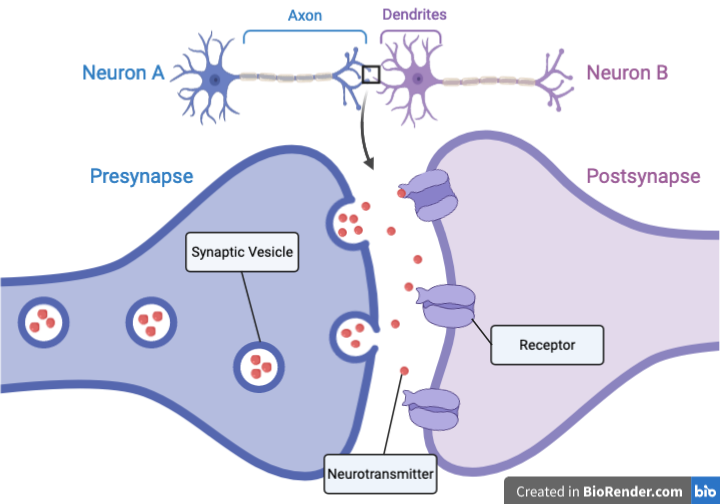 Axon
Dendrites
Neuron A
Neuron B
Presynapse
Postsynapse
Synaptic Vesicle
Receptor
Neurotransmitter
Created in BioRender.com bio